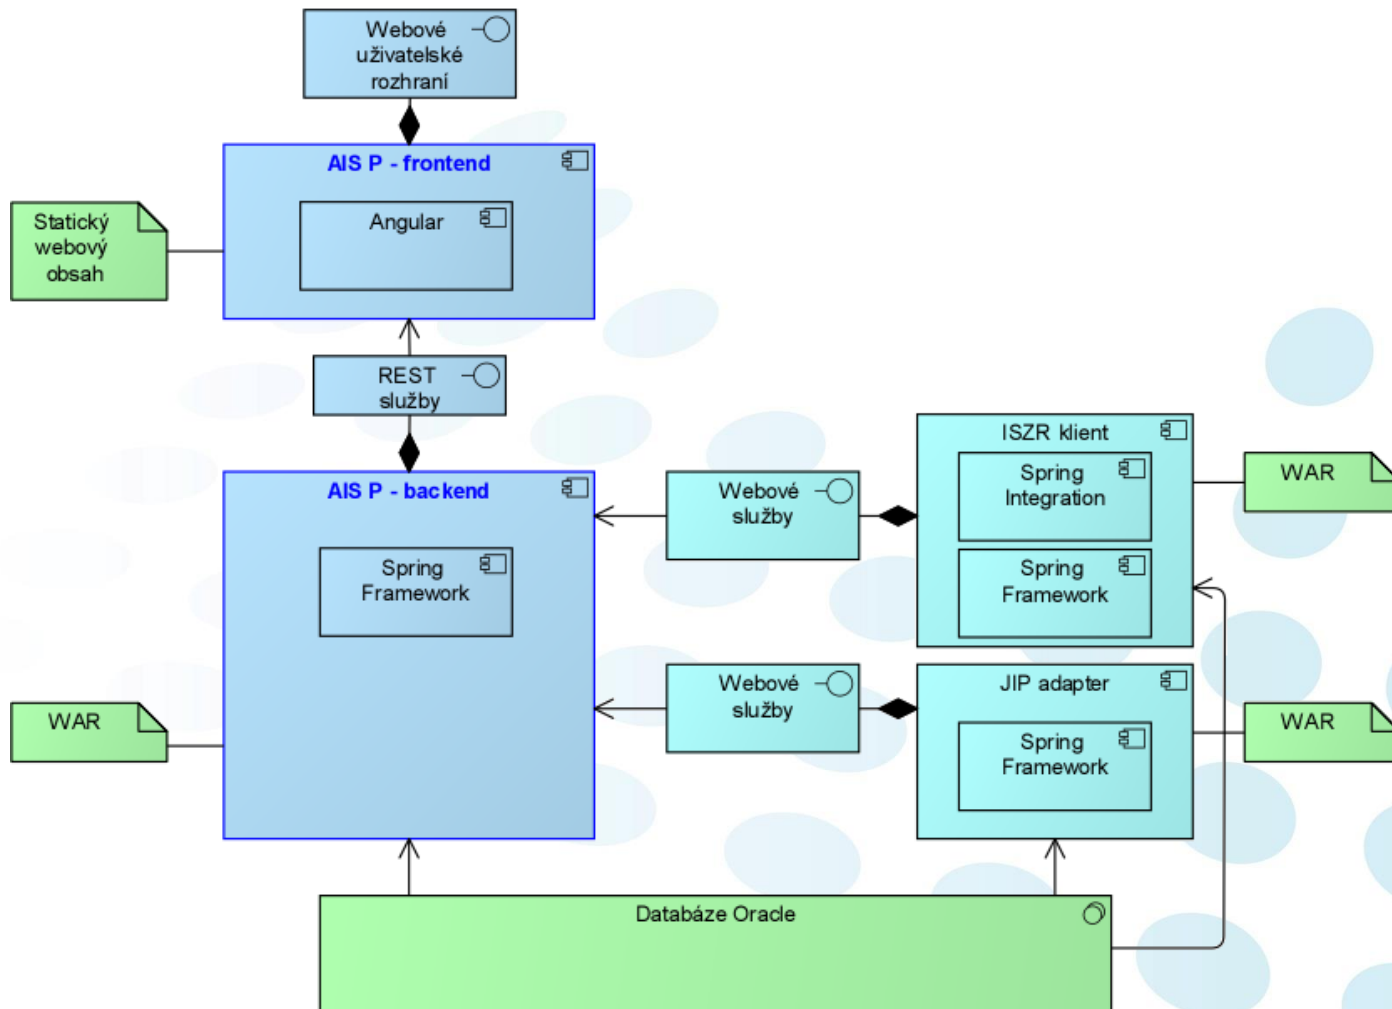 Webové
uživatelské
rozhraní
AIS P - frontend
Angular
Statický
webový
obsah
REST
služby
AIS P - backend
Spring
Framework
WAR
Webové
služby
ISZR klient
Spring
Integration
Spring
Framework
WAR
Webové
služby
JIP adapter
Spring
Framework
WAR
Databáze Oracle